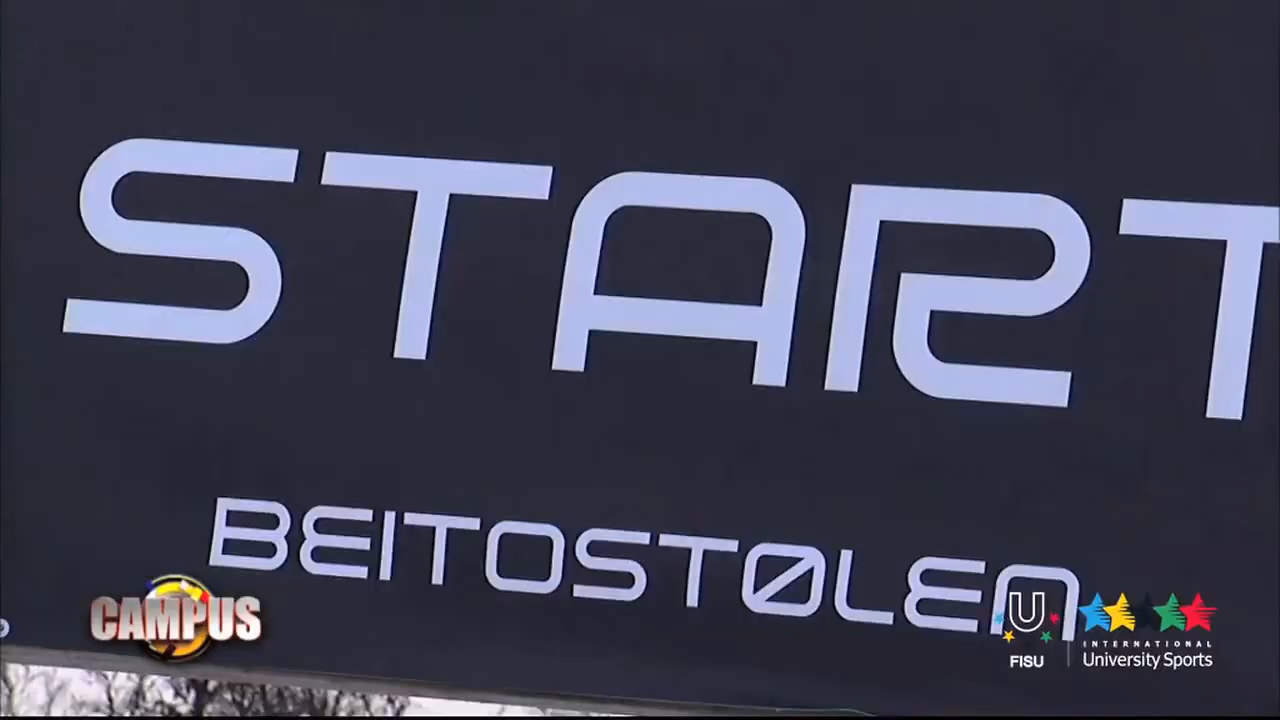 START
BEITOSTØLEN
CAMPUS
FISU
INTERNATIONAL
University Sports